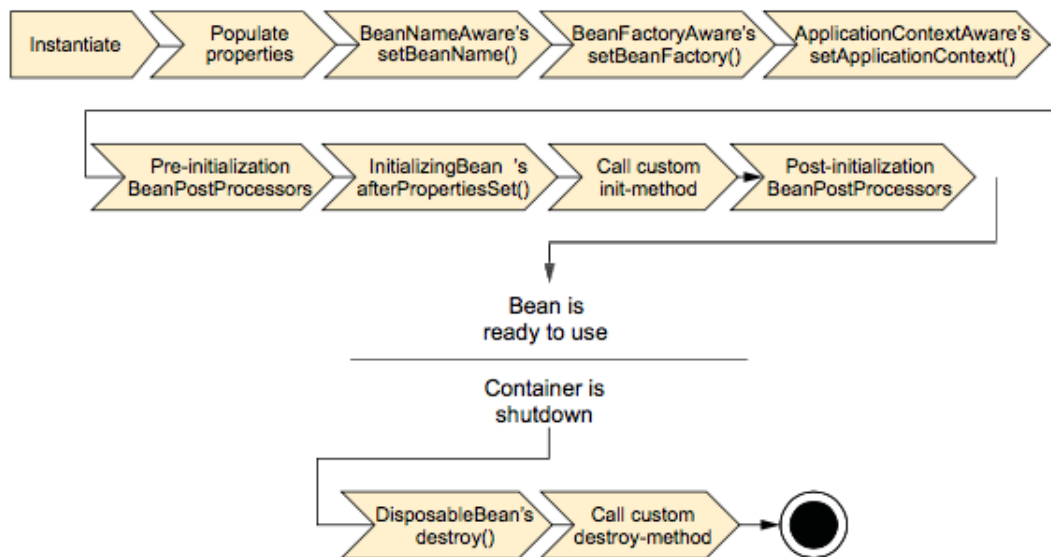 Instantiate
Populate
properties
BeanNameAware's
setBeanName()
BeanFactoryAware's
setBeanFactory()
ApplicationContextAware's
setApplicationContext()
Pre-initialization
BeanPostProcessors
InitializingBean 's
afterPropertiesSet()
Call custom
init-method
Post-initialization
BeanPostProcessors
Bean is
ready to use
Container is
shutdown
DisposableBean's
destroy()
Call custom
destroy-method